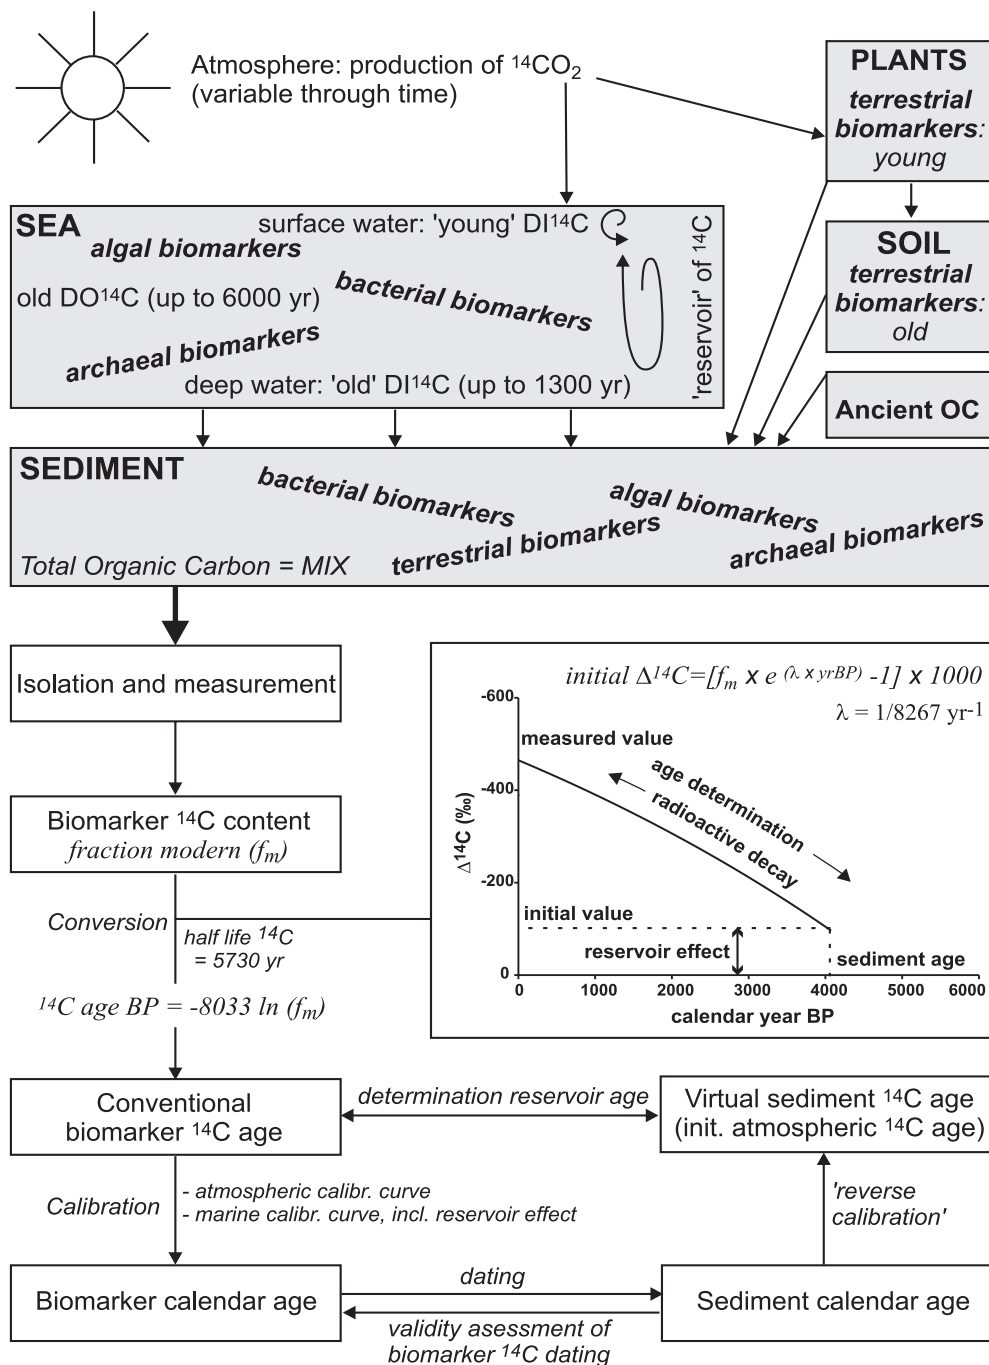 Atmosphere: production of ¹⁴CO₂
(variable through time)
PLANTS
terrestrial
biomarkers:
young
SEA
surface water: 'young' DI¹⁴C
algal biomarkers
old DO¹⁴C (up to 6000 yr)
bacterial biomarkers
archaeal biomarkers
deep water: 'old' DI¹⁴C (up to 1300 yr)
'reservoir' of ¹⁴C
SOIL
terrestrial
biomarkers:
old
Ancient OC
SEDIMENT
bacterial biomarkers
algal biomarkers
terrestrial biomarkers
archaeal biomarkers
Total Organic Carbon = MIX
Isolation and measurement
Biomarker ¹⁴C content
fraction modern (fₘ)
Conversion
half life ¹⁴C
= 5730 yr
¹⁴C age BP = -8033 ln (fₘ)
initial Δ¹⁴C=[fₘ x e ^(λ x yrBP) -1] x 1000
λ = 1/8267 yr⁻¹
-600
measured value
-400
age determination
radioactive decay
Δ¹⁴C (‰)
-200
initial value
reservoir effect
sediment age
0
0 1000 2000 3000 4000 5000 6000
calendar year BP
Conventional
biomarker ¹⁴C age
determination reservoir age
Virtual sediment ¹⁴C age
(init. atmospheric ¹⁴C age)
Calibration
- atmospheric calibr. curve
- marine calibr. curve, incl. reservoir effect
'reverse
calibration'
Biomarker calendar age
dating
validity asessment of
biomarker ¹⁴C dating
Sediment calendar age